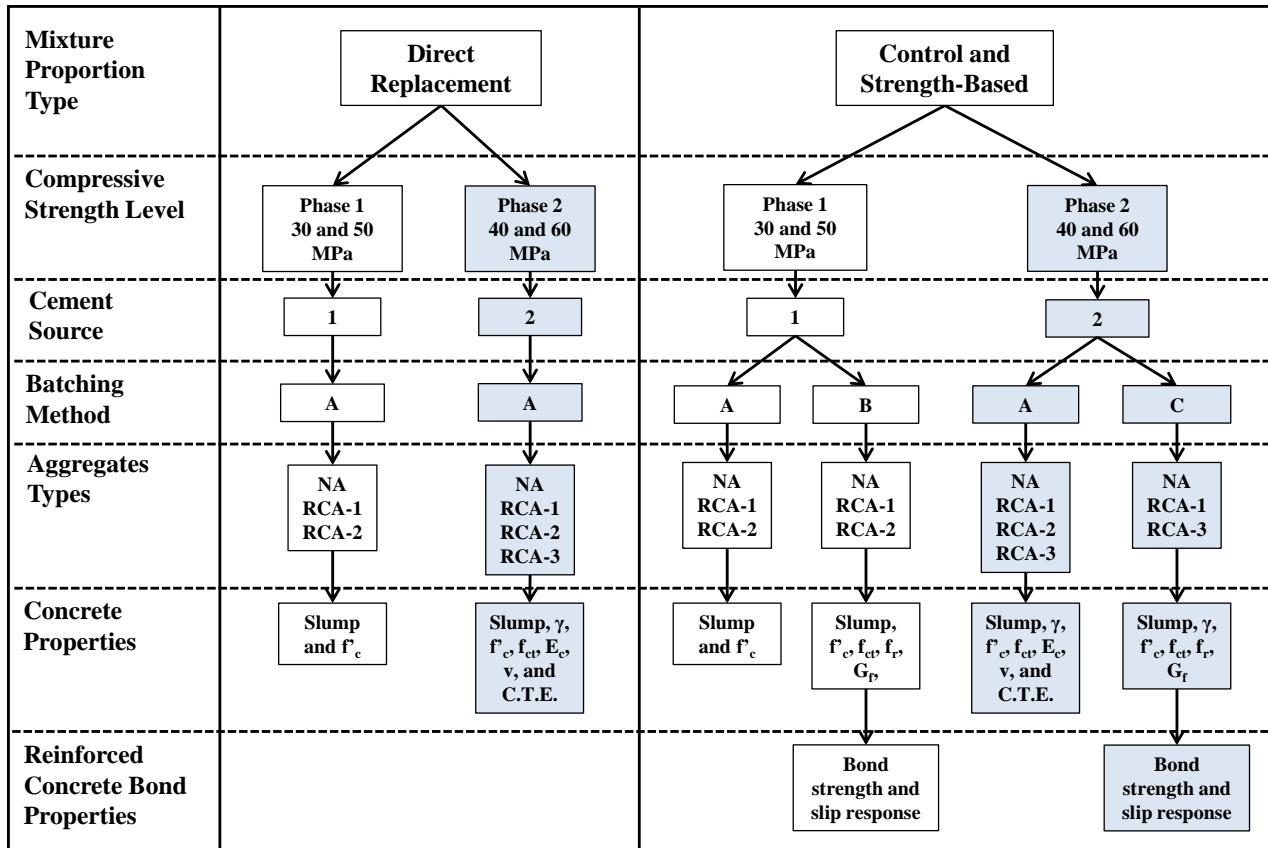 Mixture
Proportion
Type
Direct
Replacement
Control and
Strength-Based
Compressive
Strength Level
Phase 1
30 and 50
MPa
Phase 2
40 and 60
MPa
Phase 1
30 and 50
MPa
Phase 2
40 and 60
MPa
Cement
Source
1
2
1
2
Batching
Method
A
A
A
B
A
C
Aggregates
Types
NA
RCA-1
RCA-2
NA
RCA-1
RCA-2
RCA-3
NA
RCA-1
RCA-2
NA
RCA-1
RCA-2
NA
RCA-1
RCA-2
RCA-3
NA
RCA-1
RCA-3
Concrete
Properties
Slump
and f'c
Slump, γ,
f'c, fct, Ec,
v, and
C.T.E.
Slump
and f'c
Slump,
f'c, fct, fr,
Gf,
Slump, γ,
f'c, fct, Ec,
v, and
C.T.E.
Slump, γ,
f'c, fct, fr,
Gf
Reinforced
Concrete Bond
Properties
Bond
strength and
slip response
Bond
strength and
slip response